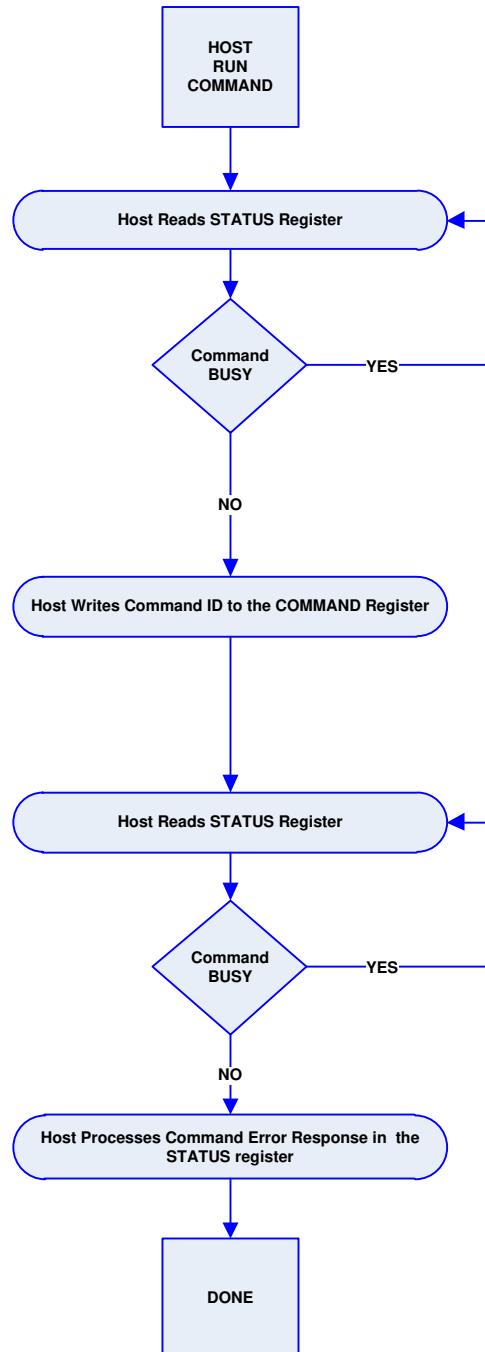 HOST
RUN
COMMAND
Host Reads STATUS Register
Command
BUSY
YES
NO
Host Writes Command ID to the COMMAND Register
Host Reads STATUS Register
Command
BUSY
YES
NO
Host Processes Command Error Response in the
STATUS register
DONE